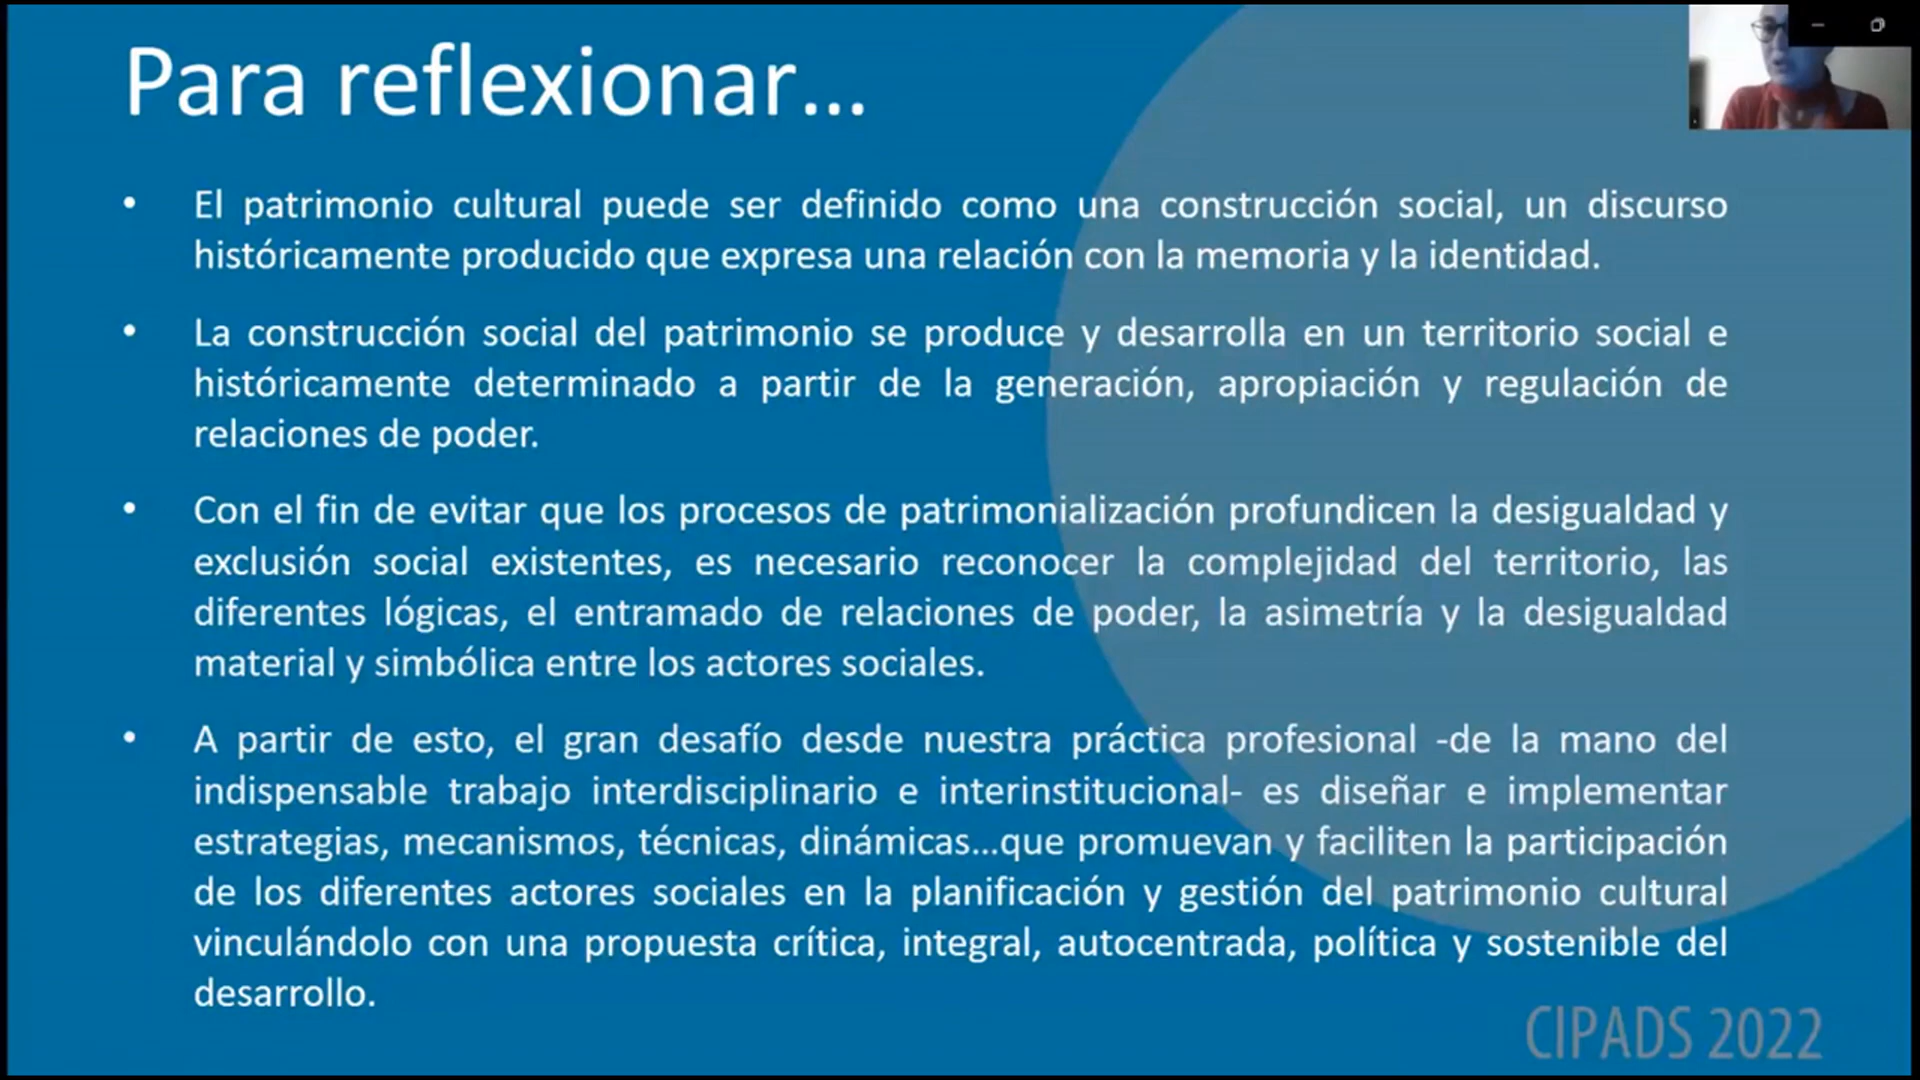 Para reflexionar...
• El patrimonio cultural puede ser definido como una construcción social, un discurso
históricamente producido que expresa una relación con la memoria y la identidad.
• La construcción social del patrimonio se produce y desarrolla en un territorio social e
históricamente determinado a partir de la generación, apropiación y regulación de
relaciones de poder.
• Con el fin de evitar que los procesos de patrimonialización profundicen la desigualdad y
exclusión social existentes, es necesario reconocer la complejidad del territorio, las
diferentes lógicas, el entramado de relaciones de poder, la asimetría y la desigualdad
material y simbólica entre los actores sociales.
• A partir de esto, el gran desafío desde nuestra práctica profesional -de la mano del
indispensable trabajo interdisciplinario e interinstitucional- es diseñar e implementar
estrategias, mecanismos, técnicas, dinámicas...que promuevan y faciliten la participación
de los diferentes actores sociales en la planificación y gestión del patrimonio cultural
vinculándolo con una propuesta crítica, integral, autocentrada, política y sostenible del
desarrollo.
CIPADS 2022